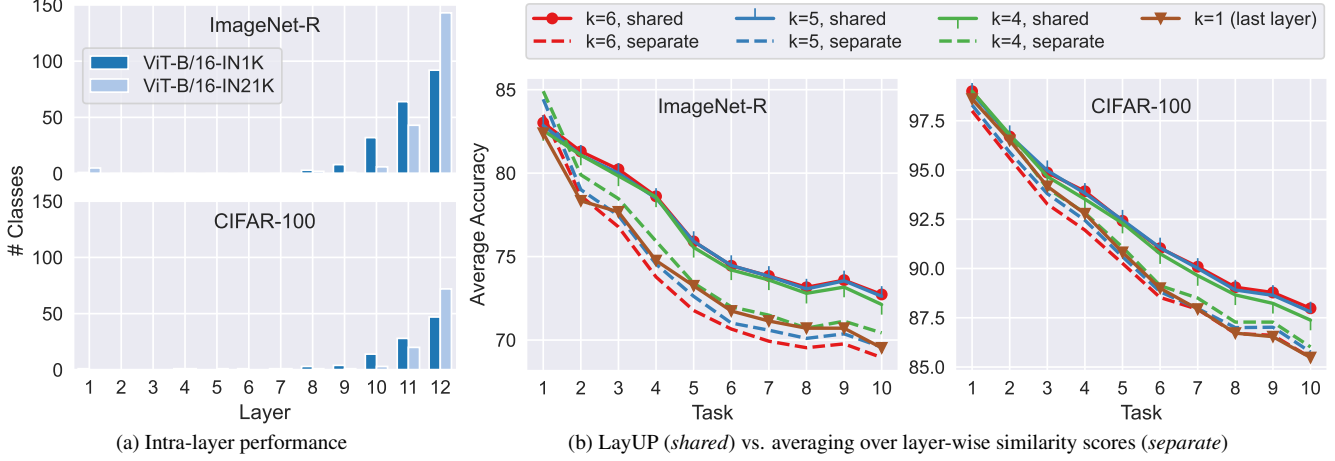 ImageNet-R
ViT-B/16-IN1K
ViT-B/16-IN21K
150
100
50
0
CIFAR-100
150
100
50
0
# Classes
1 2 3 4 5 6 7 8 9 10 11 12
Layer
(a) Intra-layer performance
k=6, shared k=5, shared k=4, shared k=1 (last layer)
k=6, separate k=5, separate k=4, separate
ImageNet-R
85
80
75
70
Average Accuracy
1 2 3 4 5 6 7 8 9 10
Task
CIFAR-100
97.5
95.0
92.5
90.0
87.5
85.0
1 2 3 4 5 6 7 8 9 10
Task
(b) LayUP (shared) vs. averaging over layer-wise similarity scores (separate)